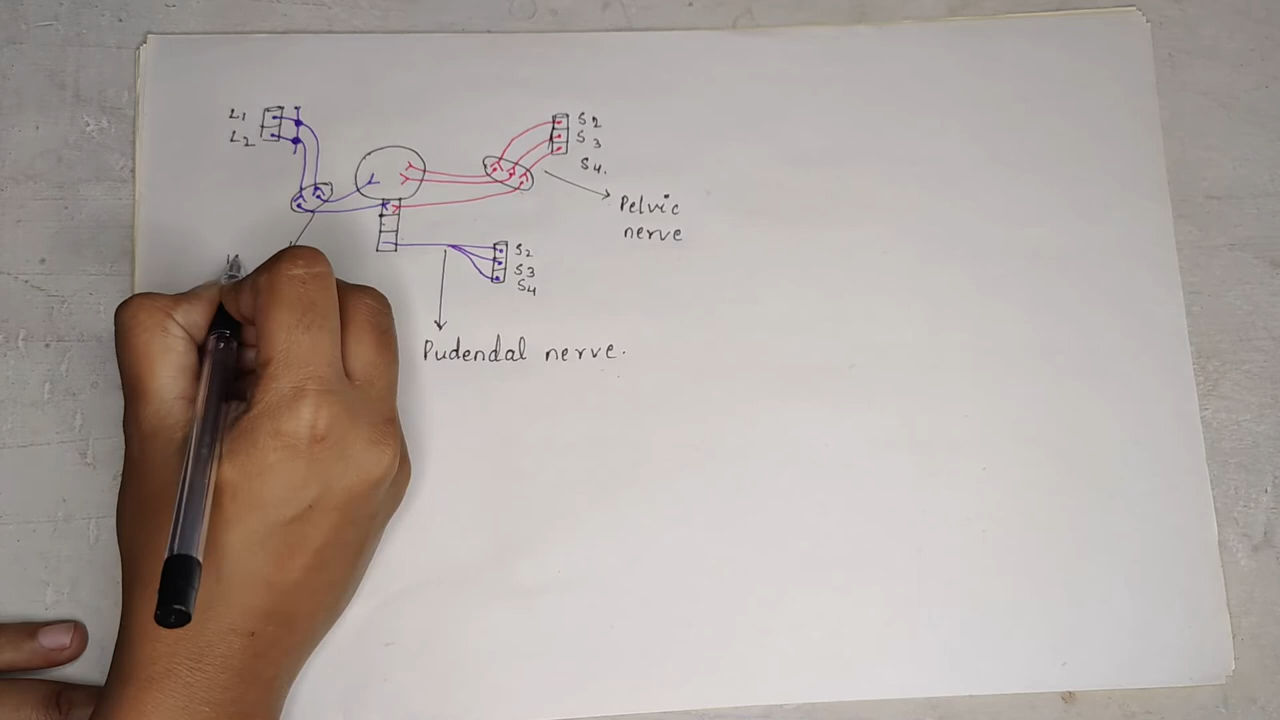 L1
L2
S2
S3
S4.
Pelvic
nerve
S2
S3
S4
Pudendal nerve.